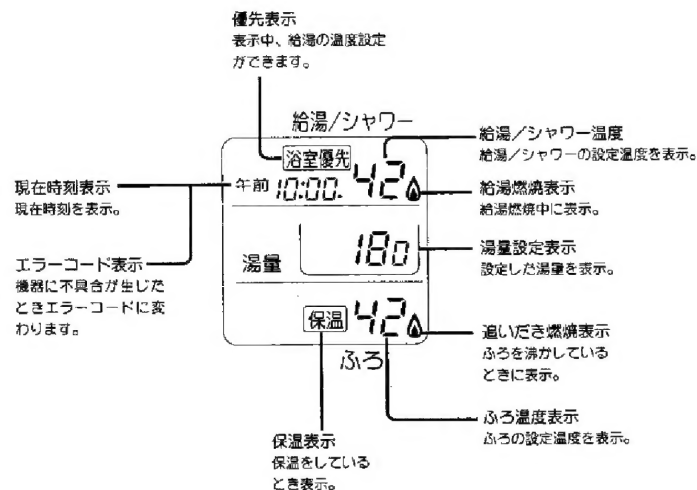 優先表示
表示中、給湯の温度設定
ができます。
給湯/シャワー
浴室優先
午前 10:00. 42
湯量 180
保温 42
ふろ
現在時刻表示
現在時刻を表示。
エラーコード表示
機器に不具合が生じた
ときエラーコードに変
わります。
給湯/シャワー温度
給湯/シャワーの設定温度を表示。
給湯燃焼表示
給湯燃焼中に表示。
湯量設定表示
設定した湯量を表示。
追いだき燃焼表示
ふろを沸かしている
ときに表示。
ふろ温度表示
ふろの設定温度を表示。
保温表示
保温をしている
とき表示。